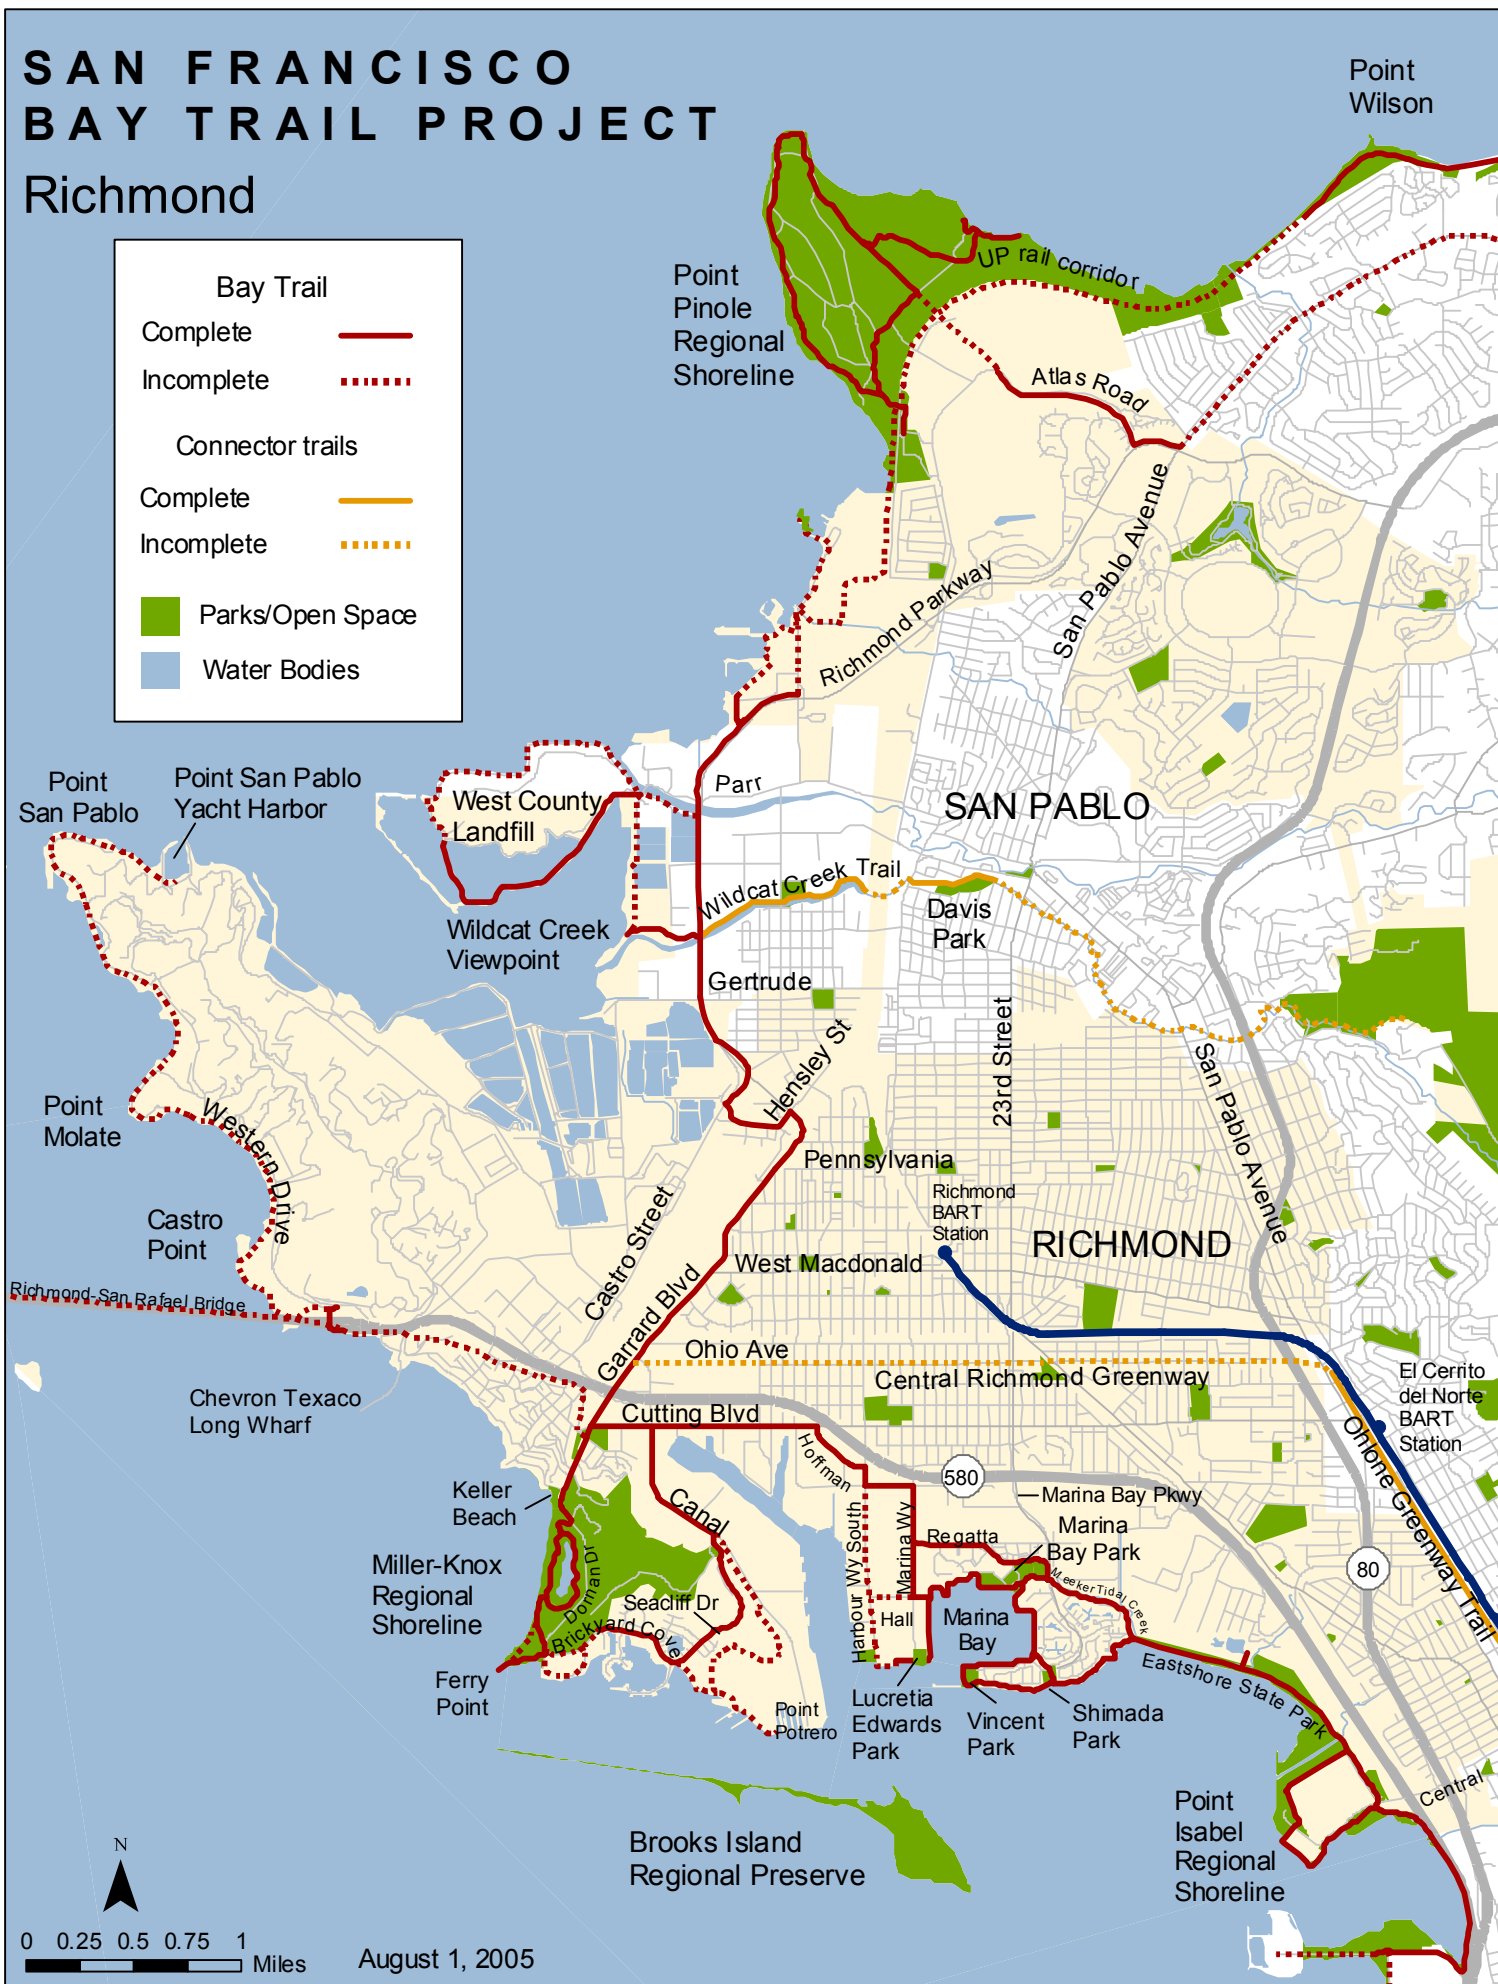 SAN FRANCISCO
BAY TRAIL PROJECT
Richmond
Bay Trail
Complete
Incomplete
Connector trails
Complete
Incomplete
Parks/Open Space
Water Bodies
Point
Wilson
Point
Pinole
Regional
Shoreline
UP rail corridor
Atlas Road
San Pablo Avenue
Richmond Parkway
Point
San Pablo
Point San Pablo
Yacht Harbor
West County
Landfill
Parr
SAN PABLO
Wildcat Creek Trail
Davis
Park
Wildcat Creek
Viewpoint
Gertrude
Hensley St
23rd Street
San Pablo Avenue
Point
Molate
Western Drive
Pennsylvania
Richmond
BART
Station
RICHMOND
Castro
Point
Castro Street
West Macdonald
Richmond-San Rafael Bridge
Garrard Blvd
Ohio Ave
Central Richmond Greenway
El Cerrito
del Norte
BART
Station
Chevron Texaco
Long Wharf
Cutting Blvd
Hoffman
580
Ohlone Greenway Trail
Keller
Beach
Canal
Marina Bay Pkwy
Marina
Bay Park
Regatta
Harbour Wy South
Marina Wy
Meeker Tidal Creek
80
Miller-Knox
Regional
Shoreline
Dornan Dr
Seacliff Dr
Brickyard Cove
Hall
Marina
Bay
Eastshore State Park
Ferry
Point
Point
Potrero
Lucretia
Edwards
Park
Vincent
Park
Shimada
Park
Central
Point
Isabel
Regional
Shoreline
Brooks Island
Regional Preserve
N
0 0.25 0.5 0.75 1
Miles
August 1, 2005